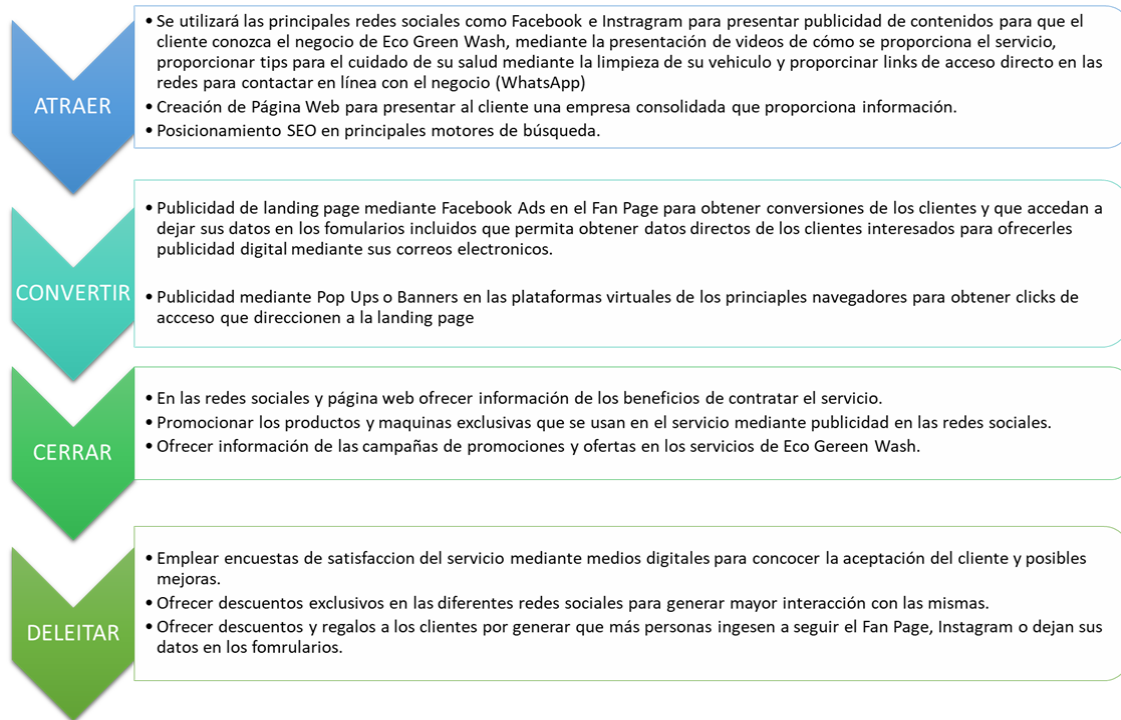 ATRAER
• Se utilizará las principales redes sociales como Facebook e Instragram para presentar publicidad de contenidos para que el
cliente conozca el negocio de Eco Green Wash, mediante la presentación de videos de cómo se proporciona el servicio,
proporcionar tips para el cuidado de su salud mediante la limpieza de su vehiculo y proporcinar links de acceso directo en las
redes para contactar en línea con el negocio (WhatsApp)
• Creación de Página Web para presentar al cliente una empresa consolidada que proporciona información.
• Posicionamiento SEO en principales motores de búsqueda.
CONVERTIR
• Publicidad de landing page mediante Facebook Ads en el Fan Page para obtener conversiones de los clientes y que accedan a
dejar sus datos en los fomularios incluidos que permita obtener datos directos de los clientes interesados para ofrecerles
publicidad digital mediante sus correos electronicos.
• Publicidad mediante Pop Ups o Banners en las plataformas virtuales de los princiaples navegadores para obtener clicks de
accceso que direccionen a la landing page
CERRAR
• En las redes sociales y página web ofrecer información de los beneficios de contratar el servicio.
• Promocionar los productos y maquinas exclusivas que se usan en el servicio mediante publicidad en las redes sociales.
• Ofrecer información de las campañas de promociones y ofertas en los servicios de Eco Gereen Wash.
DELEITAR
• Emplear encuestas de satisfaccion del servicio mediante medios digitales para concocer la aceptación del cliente y posibles
mejoras.
• Ofrecer descuentos exclusivos en las diferentes redes sociales para generar mayor interacción con las mismas.
• Ofrecer descuentos y regalos a los clientes por generar que más personas ingesen a seguir el Fan Page, Instagram o dejan sus
datos en los fomrularios.